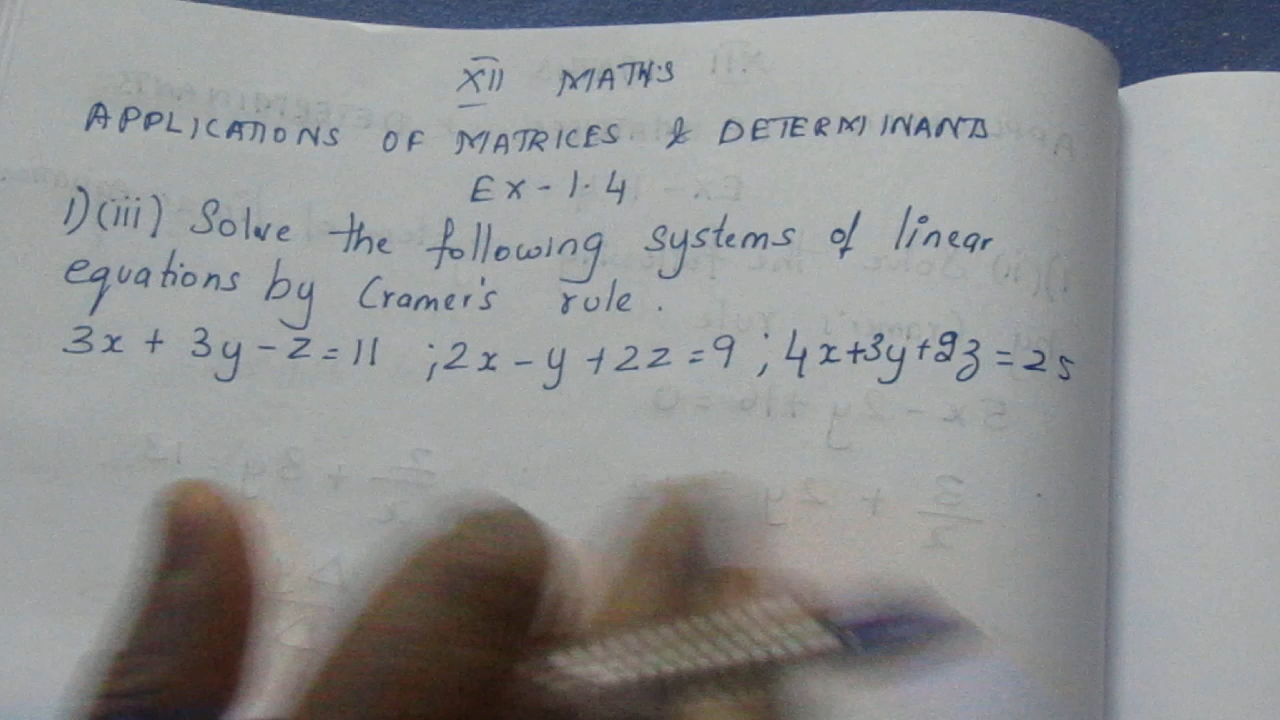 XII MATHS
APPLICATIONS OF MATRICES & DETERMINANTS
Ex-1.4
1)(iii) Solve the following systems of linear
equations by Cramer's rule.
3x + 3y - z = 11 ; 2x - y + 2z = 9 ; 4x+3y+2z = 25